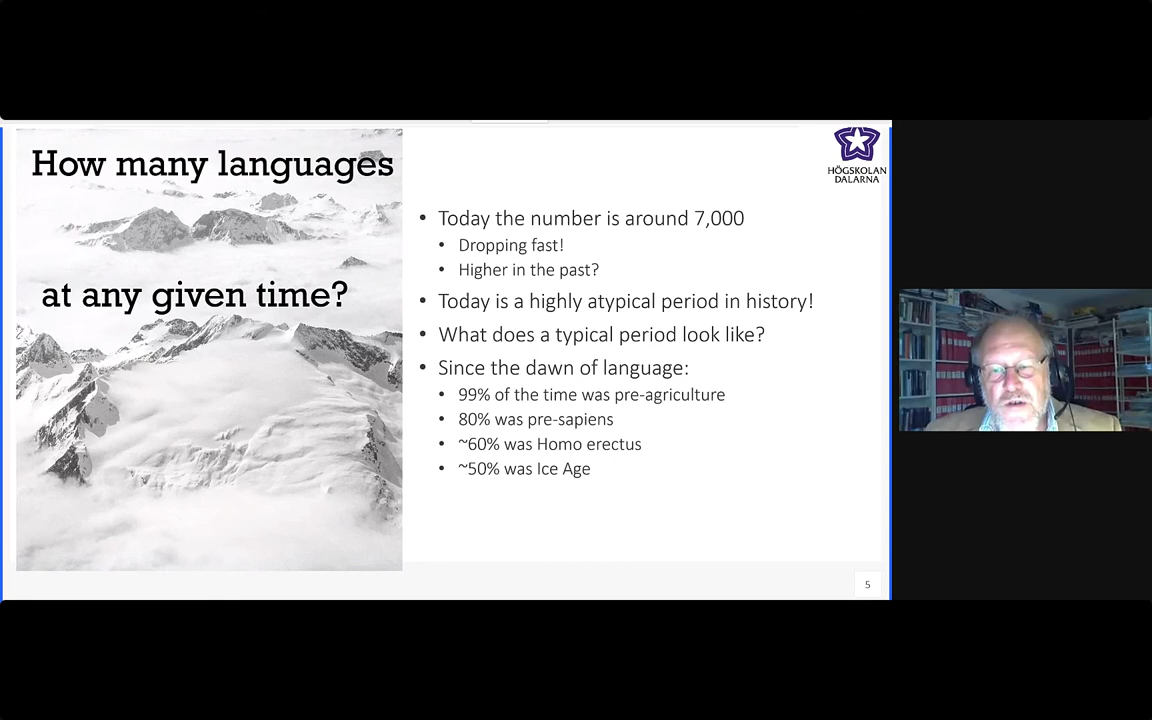 How many languages
at any given time?
HÖGSKOLAN
DALARNA
• Today the number is around 7,000
• Dropping fast!
• Higher in the past?
• Today is a highly atypical period in history!
• What does a typical period look like?
• Since the dawn of language:
• 99% of the time was pre-agriculture
• 80% was pre-sapiens
• ~60% was Homo erectus
• ~50% was Ice Age
5